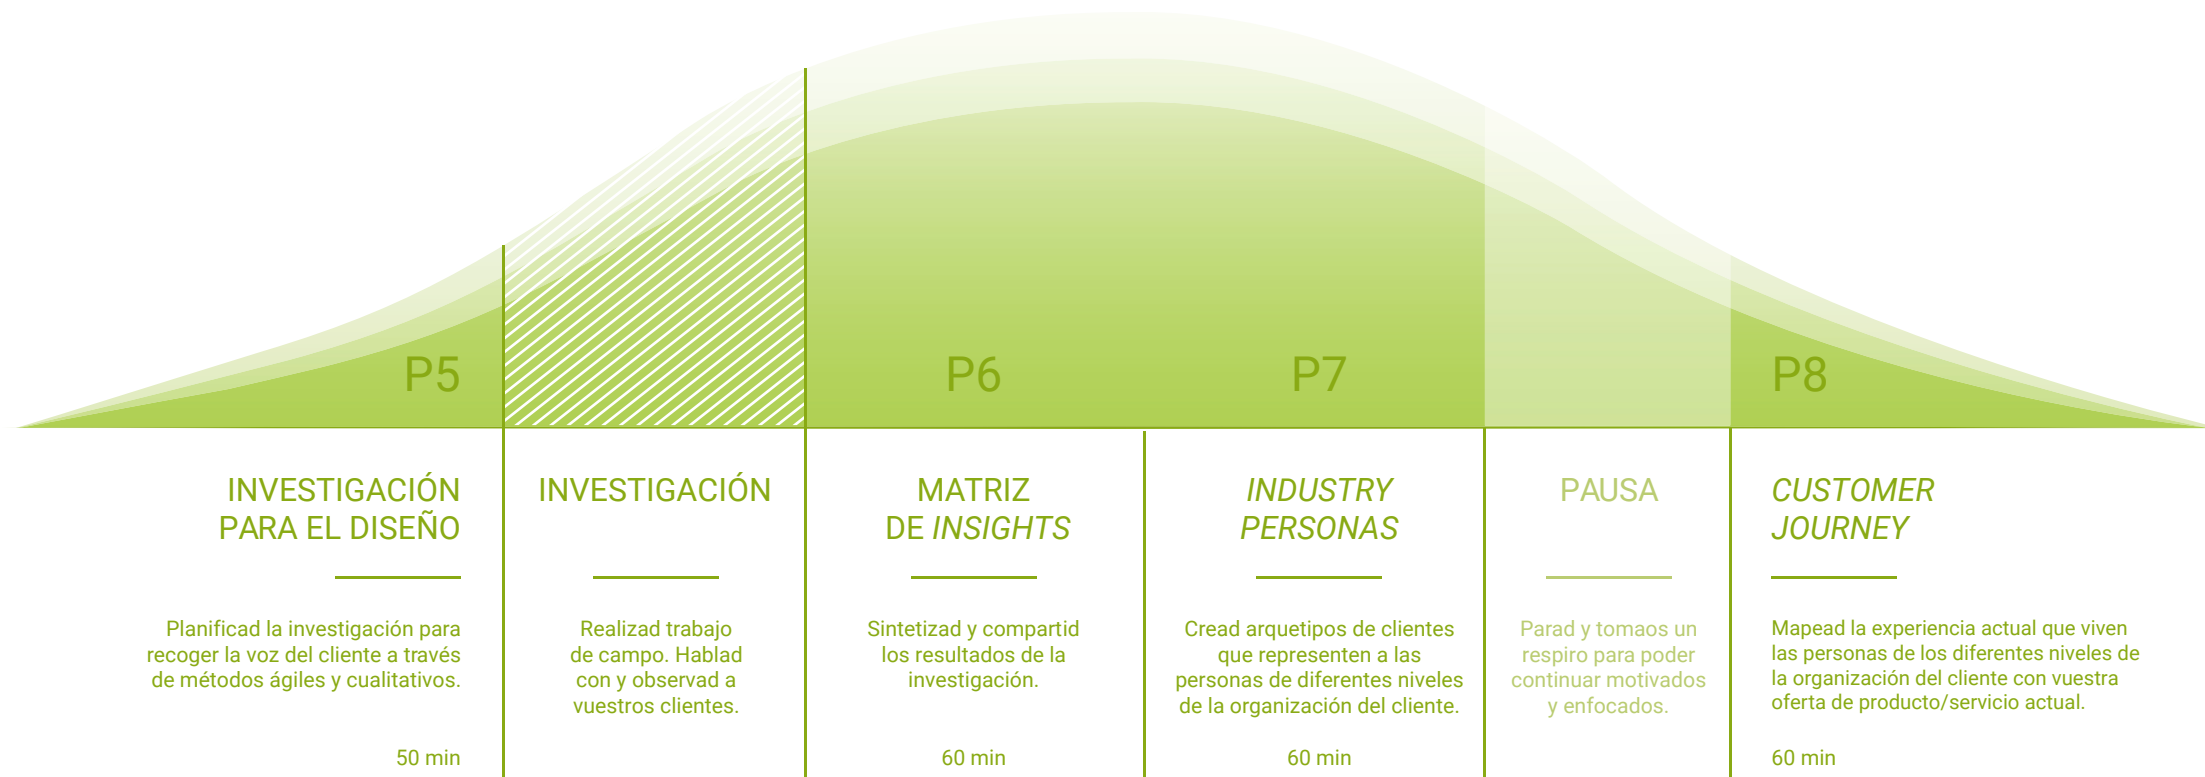 P5
P6
P7
P8
INVESTIGACIÓN
PARA EL DISEÑO
Planificad la investigación para
recoger la voz del cliente a través
de métodos ágiles y cualitativos.
50 min
INVESTIGACIÓN
Realizad trabajo
de campo. Hablad
con y observad a
vuestros clientes.
MATRIZ
DE INSIGHTS
Sintetizad y compartid
los resultados de la
investigación.
60 min
INDUSTRY
PERSONAS
Cread arquetipos de clientes
que representen a las
personas de diferentes niveles
de la organización del cliente.
60 min
PAUSA
Parad y tomaos un
respiro para poder
continuar motivados
y enfocados.
CUSTOMER
JOURNEY
Mapead la experiencia actual que viven
las personas de los diferentes niveles de
la organización del cliente con vuestra
oferta de producto/servicio actual.
60 min